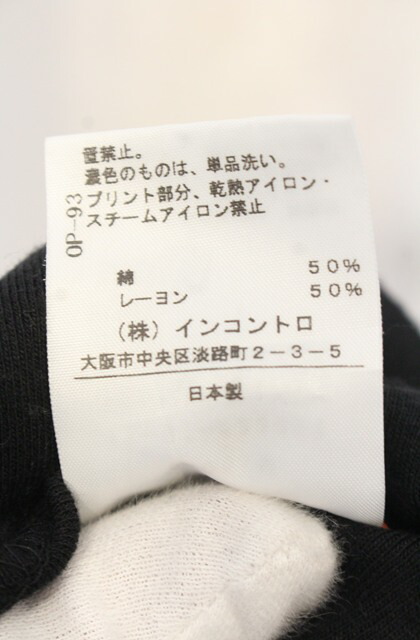 置禁止。
濃色のものは、単品洗い。
プリント部分、乾熱アイロン・
スチームアイロン禁止
OP-93
綿 50%
レーヨン 50%
(株)インコントロ
大阪市中央区淡路町2-3-5
日本製